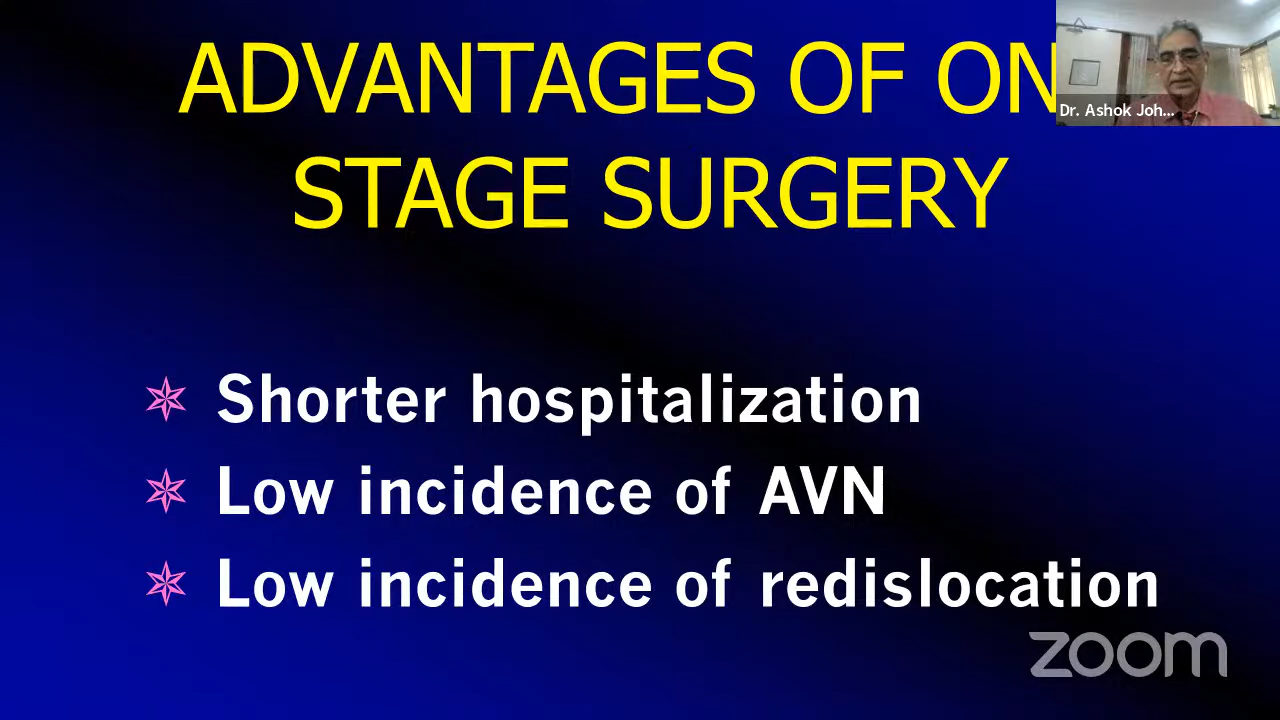 ADVANTAGES OF ON
STAGE SURGERY
Dr. Ashok Joh...
Shorter hospitalization
Low incidence of AVN
Low incidence of redislocation
zoom